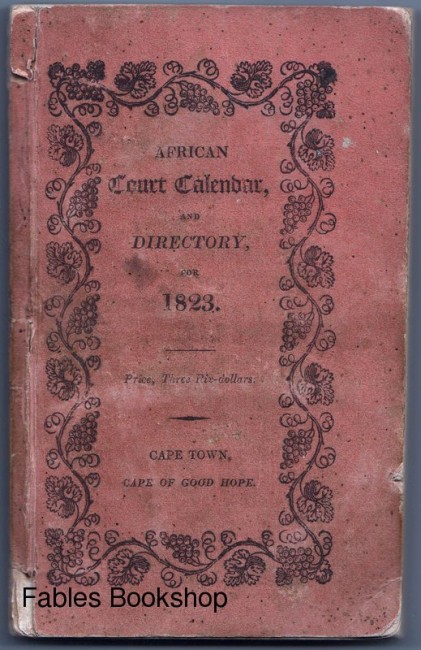 AFRICAN
Court Calendar,
AND
DIRECTORY,
FOR
1823.
Price, Three Rix-dollars.
CAPE TOWN,
CAPE OF GOOD HOPE.
Fables Bookshop